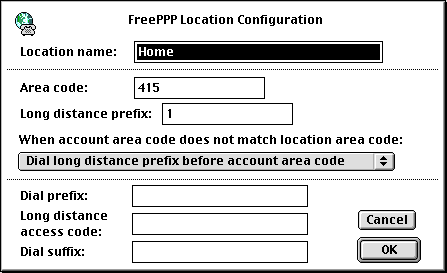 FreePPP Location Configuration
Location name: Home
Area code: 415
Long distance prefix: 1
When account area code does not match location area code:
Dial long distance prefix before account area code
Dial prefix:
Long distance
access code:
Cancel
Dial suffix:
OK